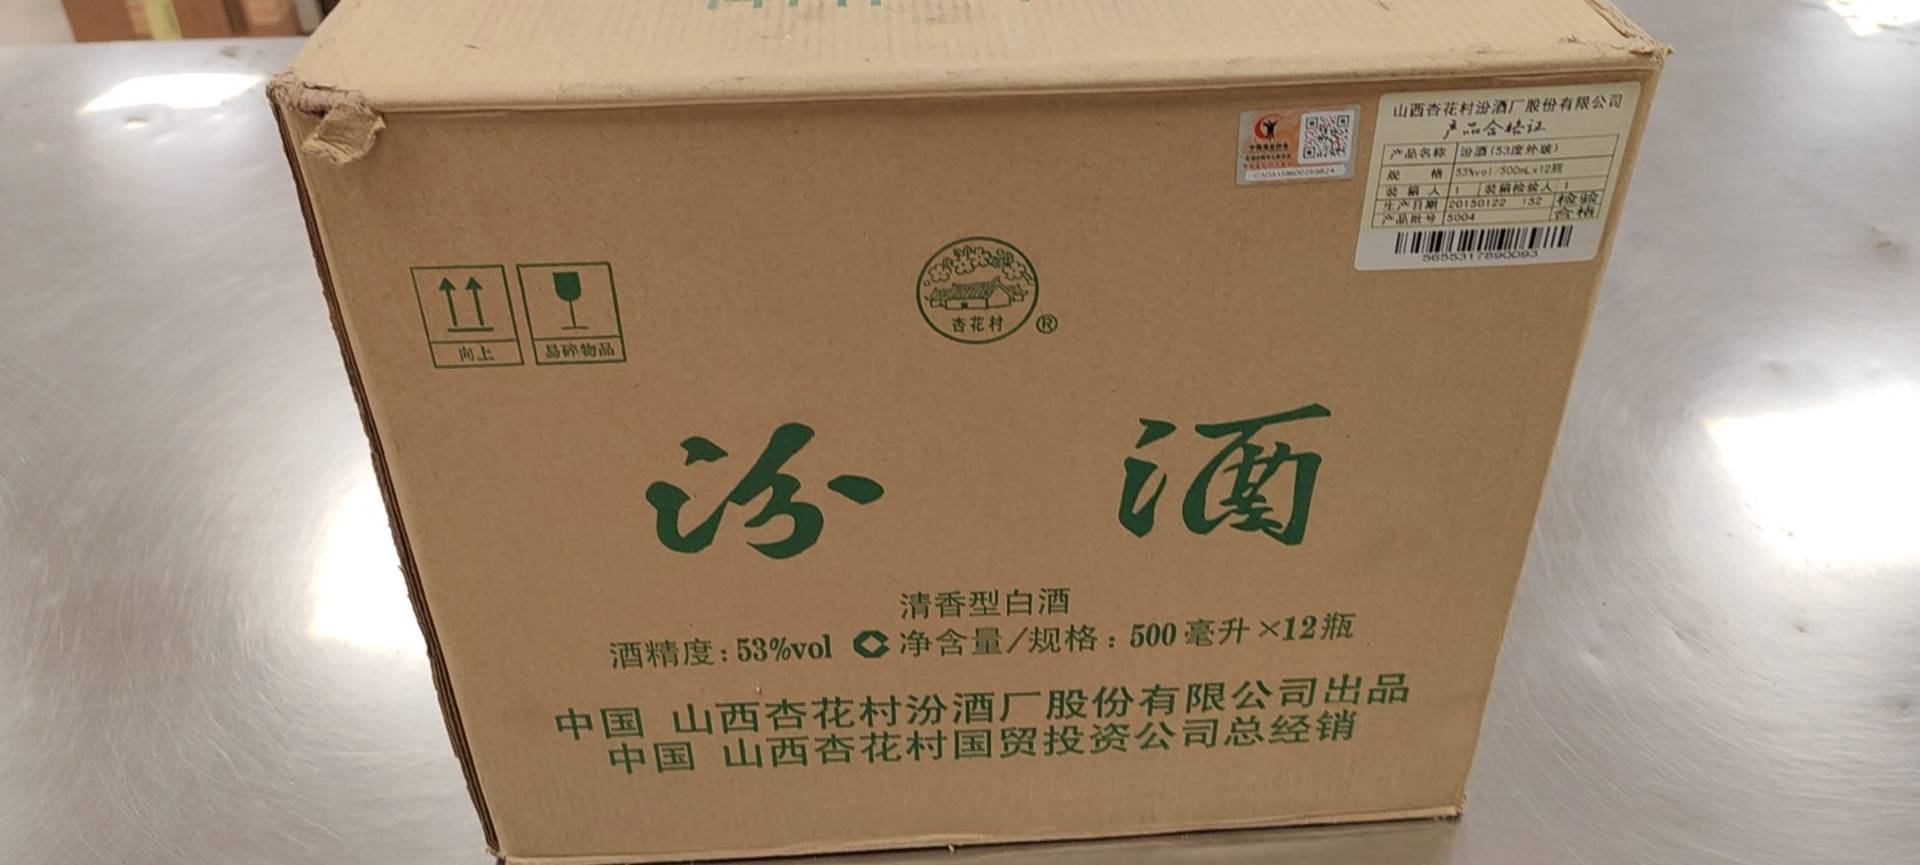 山西杏花村汾酒厂股份有限公司
产品合格证
产品名称 汾酒(53度外玻)
规 格 53%vol/500mL×12瓶
装箱人 1 装箱检验人 1
生产日期 20150122 152 检验
产品批号 5004 合格
5655317890093
向上
易碎物品
杏花村
®
汾酒
清香型白酒
酒精度:53%vol 净含量/规格:500毫升×12瓶
中国 山西杏花村汾酒厂股份有限公司出品
中国 山西杏花村国贸投资公司总经销